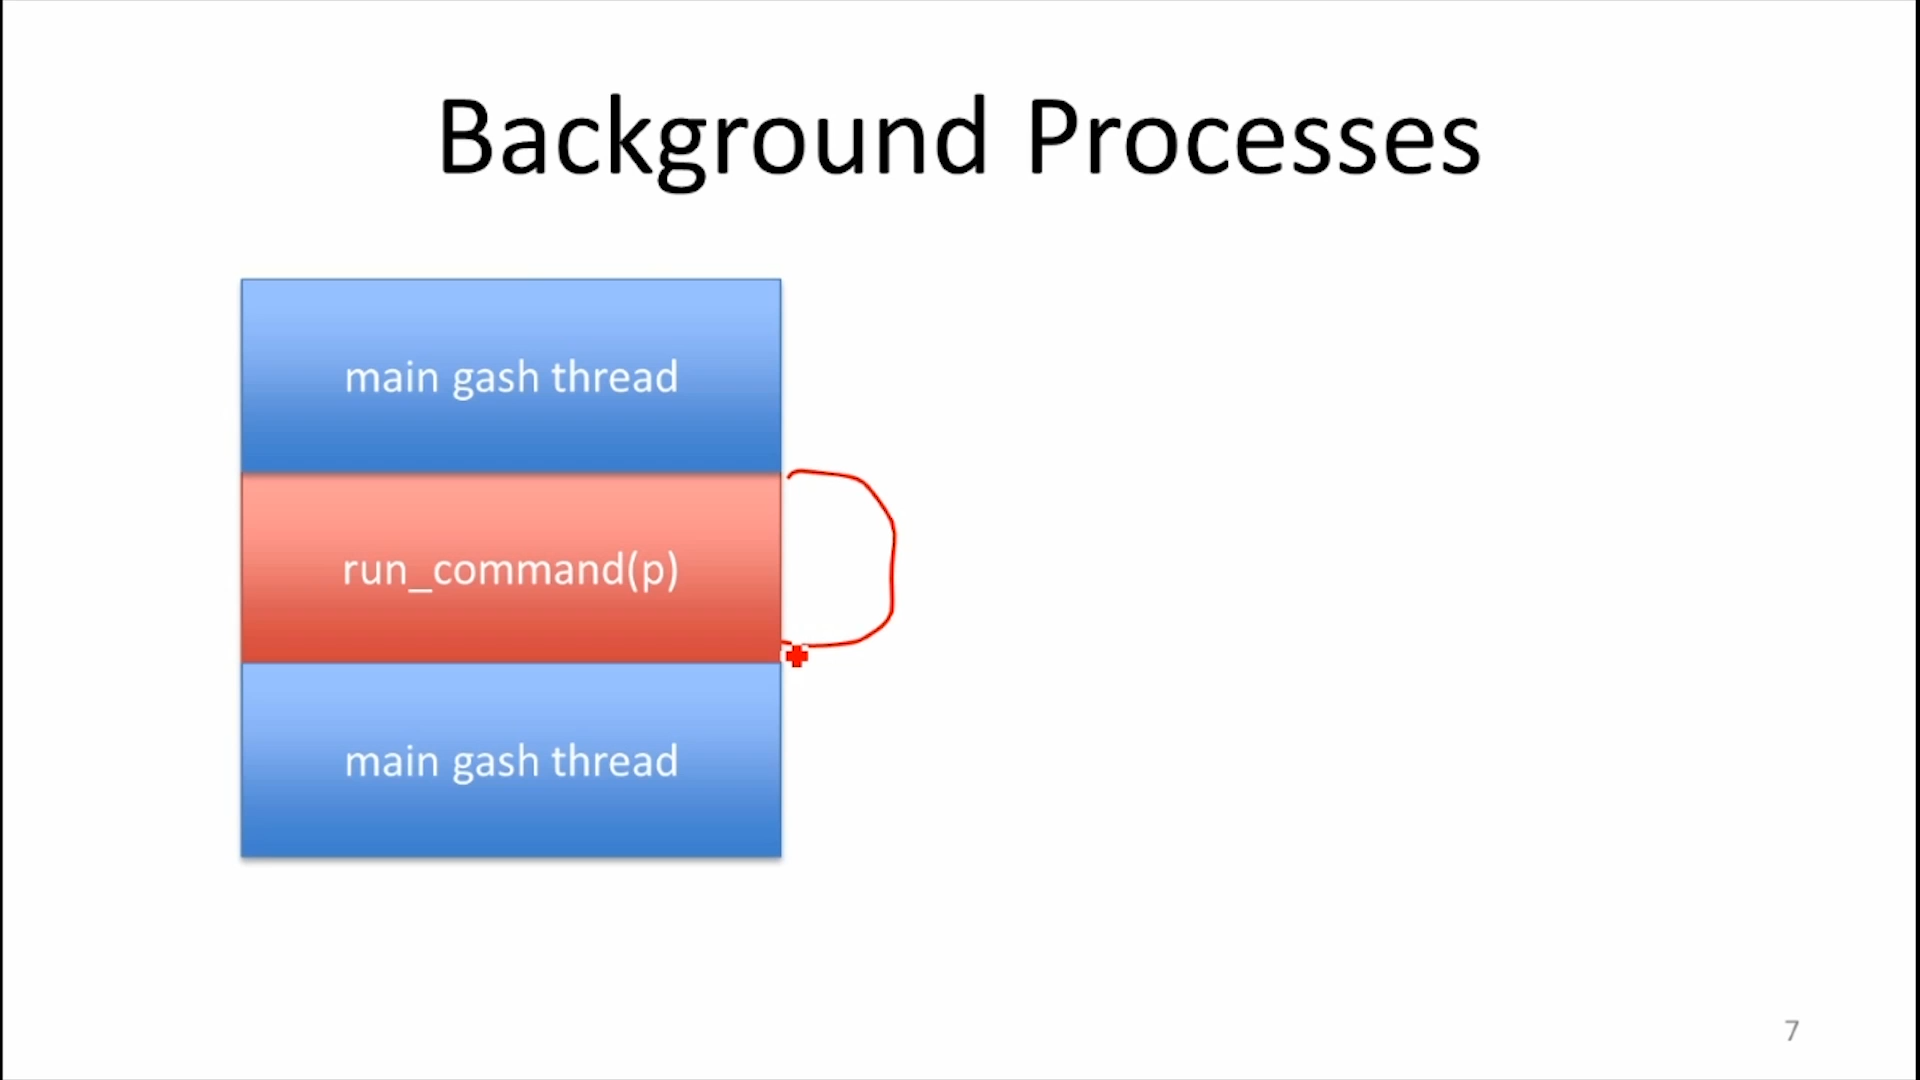 Background Processes
main gash thread
run_command(p)
main gash thread
7